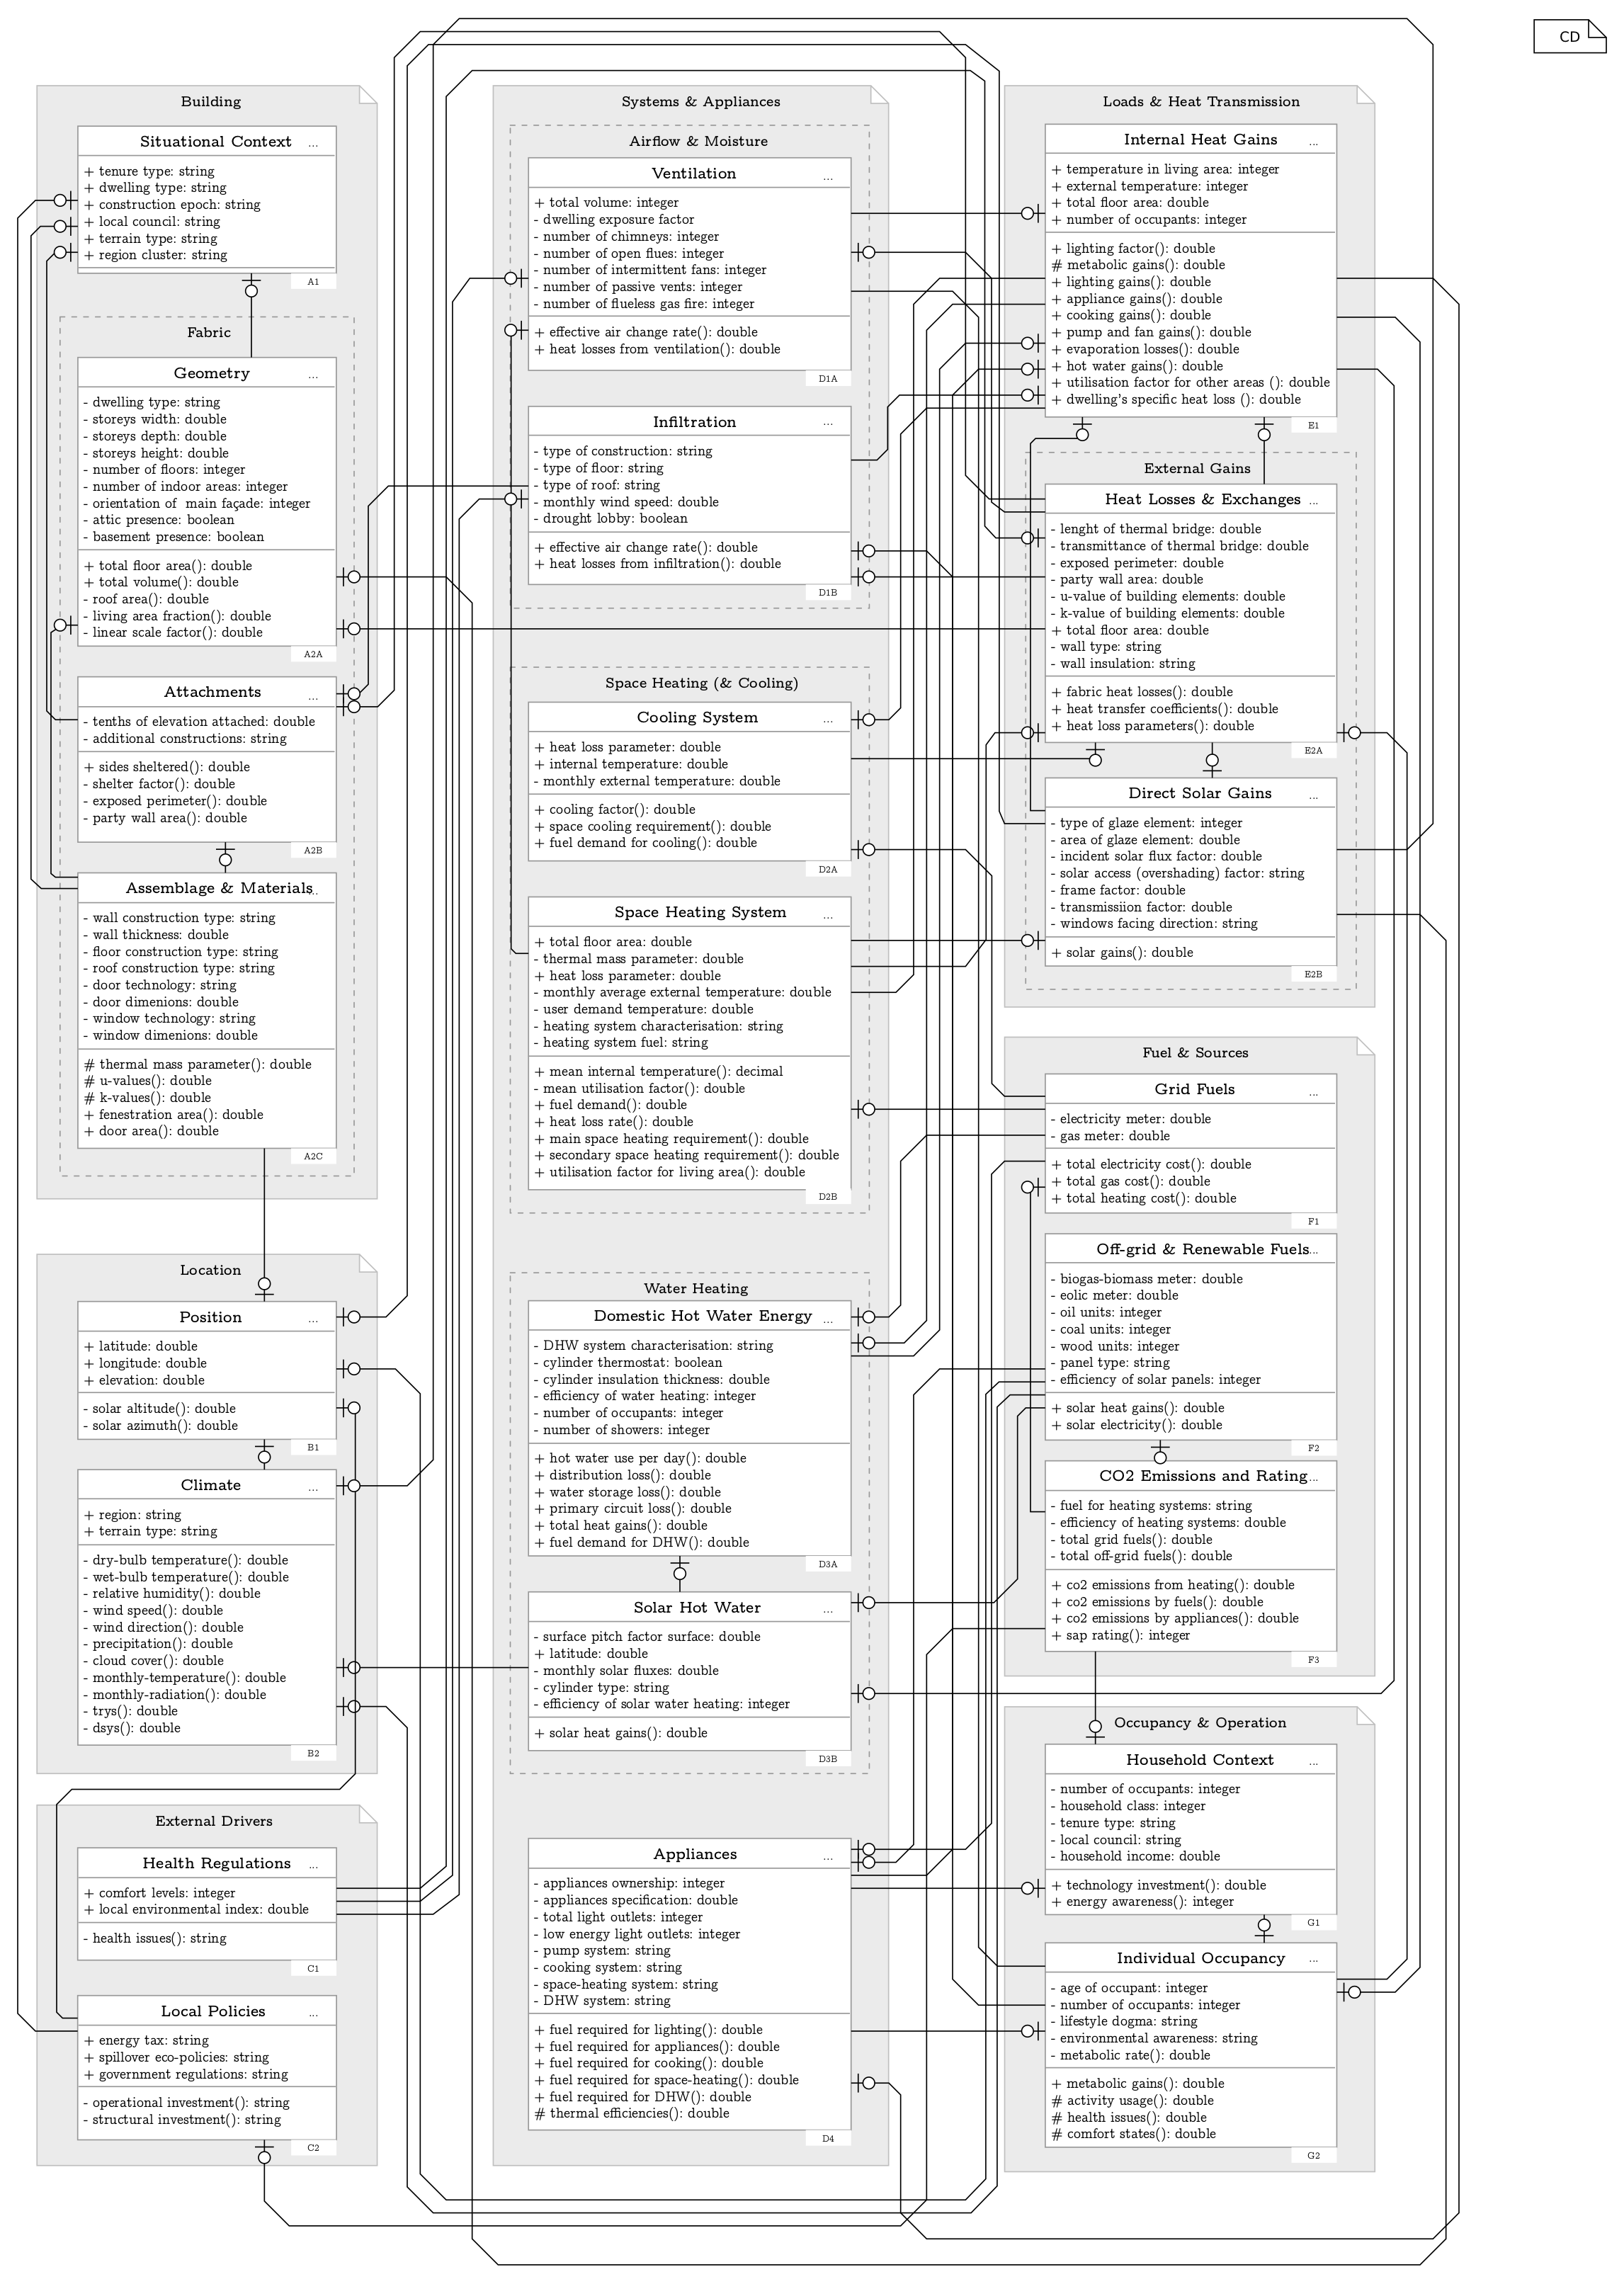 CD
Building
Situational Context ...
+ tenure type: string
+ dwelling type: string
+ construction epoch: string
+ local council: string
+ terrain type: string
+ region cluster: string
A1
Fabric
Geometry ...
- dwelling type: string
- storeys width: double
- storeys depth: double
- storeys height: double
- number of floors: integer
- number of indoor areas: integer
- orientation of main façade: integer
- attic presence: boolean
- basement presence: boolean
+ total floor area(): double
+ total volume(): double
- roof area(): double
- living area fraction(): double
- linear scale factor(): double
A2A
Attachments ...
- tenths of elevation attached: double
- additional constructions: string
+ sides sheltered(): double
- shelter factor(): double
- exposed perimeter(): double
- party wall area(): double
A2B
Assemblage & Materials...
- wall construction type: string
- wall thickness: double
- floor construction type: string
- roof construction type: string
- door technology: string
- door dimenions: double
- window technology: string
- window dimenions: double
# thermal mass parameter(): double
# u-values(): double
# k-values(): double
+ fenestration area(): double
+ door area(): double
A2C
Location
Position ...
+ latitude: double
+ longitude: double
+ elevation: double
- solar altitude(): double
- solar azimuth(): double
B1
Climate ...
+ region: string
+ terrain type: string
- dry-bulb temperature(): double
- wet-bulb temperature(): double
- relative humidity(): double
- wind speed(): double
- wind direction(): double
- precipitation(): double
- cloud cover(): double
- monthly-temperature(): double
- monthly-radiation(): double
- trys(): double
- dsys(): double
B2
External Drivers
Health Regulations ...
+ comfort levels: integer
+ local environmental index: double
- health issues(): string
C1
Local Policies ...
+ energy tax: string
+ spillover eco-policies: string
+ government regulations: string
- operational investment(): string
- structural investment(): string
C2
Systems & Appliances
Airflow & Moisture
Ventilation ...
+ total volume: integer
- dwelling exposure factor
- number of chimneys: integer
- number of open flues: integer
- number of intermittent fans: integer
- number of passive vents: integer
- number of flueless gas fire: integer
+ effective air change rate(): double
+ heat losses from ventilation(): double
D1A
Infiltration ...
- type of construction: string
- type of floor: string
- type of roof: string
- monthly wind speed: double
- drought lobby: boolean
+ effective air change rate(): double
+ heat losses from infiltration(): double
D1B
Space Heating (& Cooling)
Cooling System ...
+ heat loss parameter: double
+ internal temperature: double
- monthly external temperature: double
+ cooling factor(): double
+ space cooling requirement(): double
+ fuel demand for cooling(): double
D2A
Space Heating System ...
+ total floor area: double
- thermal mass parameter: double
+ heat loss parameter: double
- monthly average external temperature: double
- user demand temperature: double
- heating system characterisation: string
- heating system fuel: string
+ mean internal temperature(): decimal
- mean utilisation factor(): double
+ fuel demand(): double
+ heat loss rate(): double
+ main space heating requirement(): double
+ secondary space heating requirement(): double
+ utilisation factor for living area(): double
D2B
Water Heating
Domestic Hot Water Energy ...
- DHW system characterisation: string
- cylinder thermostat: boolean
- cylinder insulation thickness: double
- efficiency of water heating: integer
- number of occupants: integer
- number of showers: integer
+ hot water use per day(): double
+ distribution loss(): double
+ water storage loss(): double
+ primary circuit loss(): double
+ total heat gains(): double
+ fuel demand for DHW(): double
D3A
Solar Hot Water ...
- surface pitch factor surface: double
+ latitude: double
- monthly solar fluxes: double
- cylinder type: string
- efficiency of solar water heating: integer
+ solar heat gains(): double
D3B
Appliances ...
- appliances ownership: integer
- appliances specification: double
- total light outlets: integer
- low energy light outlets: integer
- pump system: string
- cooking system: string
- space-heating system: string
- DHW system: string
+ fuel required for lighting(): double
+ fuel required for appliances(): double
+ fuel required for cooking(): double
+ fuel required for space-heating(): double
+ fuel required for DHW(): double
# thermal efficiencies(): double
D4
Loads & Heat Transmission
Internal Heat Gains ...
+ temperature in living area: integer
+ external temperature: integer
+ total floor area: double
+ number of occupants: integer
+ lighting factor(): double
# metabolic gains(): double
+ lighting gains(): double
+ appliance gains(): double
+ cooking gains(): double
+ pump and fan gains(): double
+ evaporation losses(): double
+ hot water gains(): double
+ utilisation factor for other areas (): double
+ dwelling's specific heat loss (): double
E1
External Gains
Heat Losses & Exchanges ...
- lenght of thermal bridge: double
- transmittance of thermal bridge: double
- exposed perimeter: double
- party wall area: double
- u-value of building elements: double
- k-value of building elements: double
+ total floor area: double
- wall type: string
- wall insulation: string
+ fabric heat losses(): double
+ heat transfer coefficients(): double
+ heat loss parameters(): double
E2A
Direct Solar Gains ...
- type of glaze element: integer
- area of glaze element: double
- incident solar flux factor: double
- solar access (overshading) factor: string
- frame factor: double
- transmissiion factor: double
- windows facing direction: string
+ solar gains(): double
E2B
Fuel & Sources
Grid Fuels ...
- electricity meter: double
- gas meter: double
+ total electricity cost(): double
+ total gas cost(): double
+ total heating cost(): double
F1
Off-grid & Renewable Fuels...
- biogas-biomass meter: double
- eolic meter: double
- oil units: integer
- coal units: integer
- wood units: integer
- panel type: string
- efficiency of solar panels: integer
+ solar heat gains(): double
+ solar electricity(): double
F2
CO2 Emissions and Rating...
- fuel for heating systems: string
- efficiency of heating systems: double
- total grid fuels(): double
- total off-grid fuels(): double
+ co2 emissions from heating(): double
+ co2 emissions by fuels(): double
+ co2 emissions by appliances(): double
+ sap rating(): integer
F3
Occupancy & Operation
Household Context ...
- number of occupants: integer
- household class: integer
- tenure type: string
- local council: string
- household income: double
+ technology investment(): double
+ energy awareness(): integer
G1
Individual Occupancy ...
- age of occupant: integer
- number of occupants: integer
- lifestyle dogma: string
- environmental awareness: string
- metabolic rate(): double
+ metabolic gains(): double
# activity usage(): double
# health issues(): double
# comfort states(): double
G2